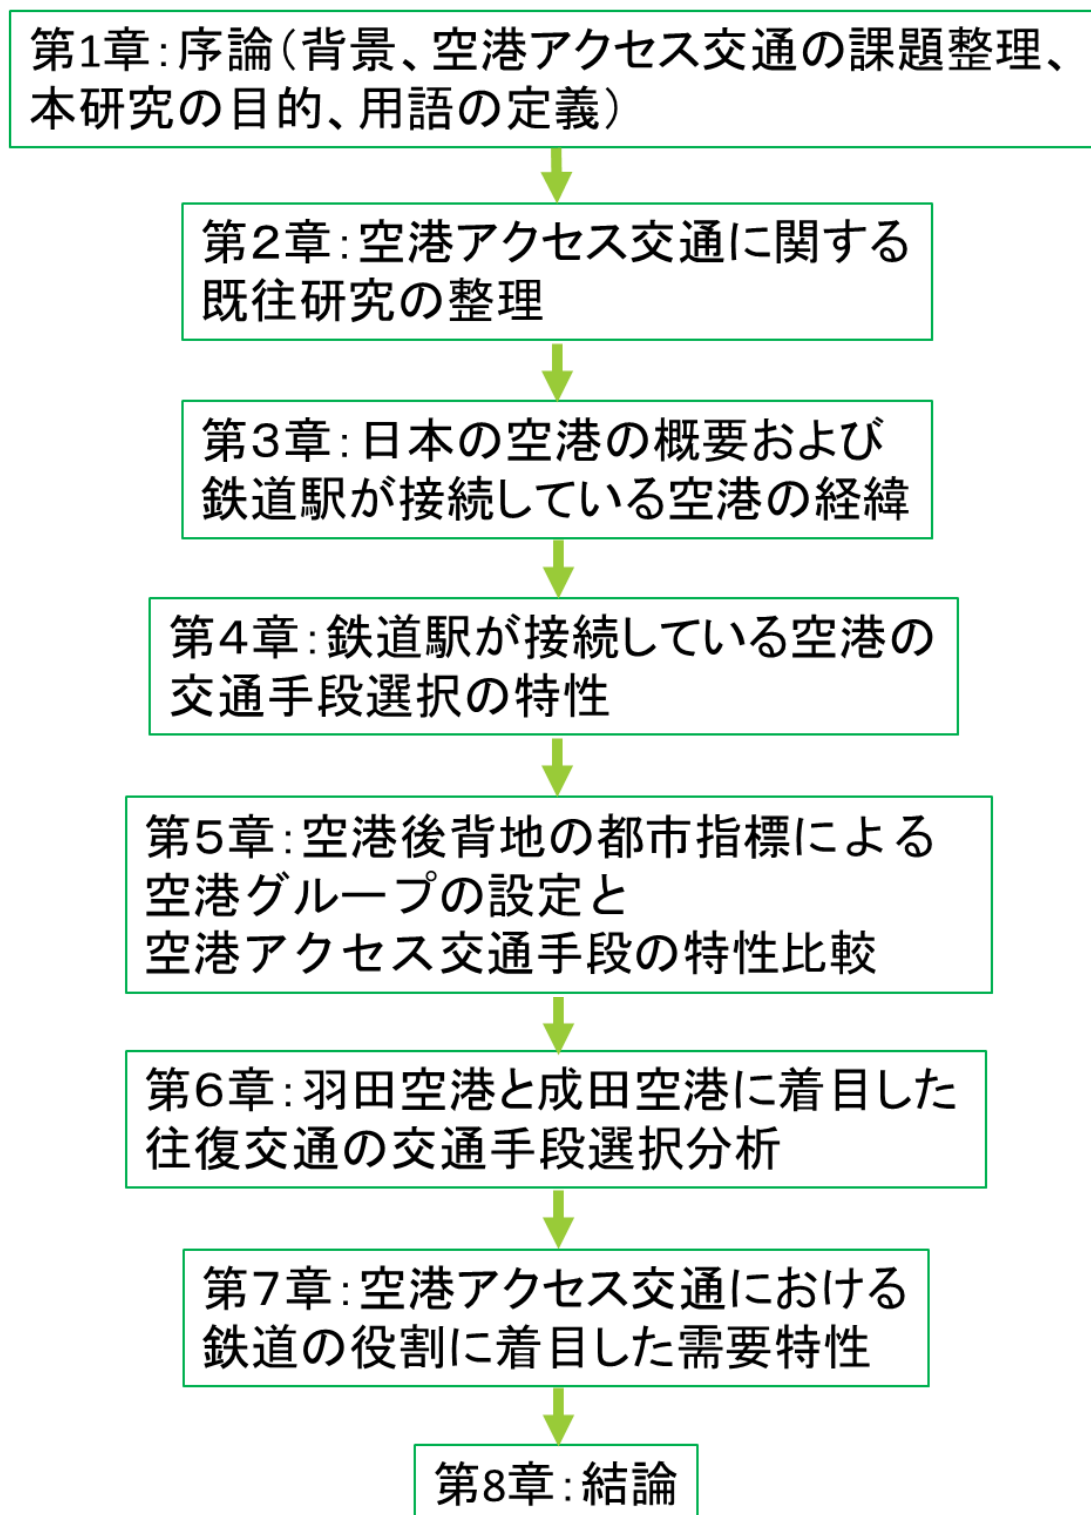 第1章：序論（背景、空港アクセス交通の課題整理、
本研究の目的、用語の定義）
第２章：空港アクセス交通に関する
既往研究の整理
第３章：日本の空港の概要および
鉄道駅が接続している空港の経緯
第４章：鉄道駅が接続している空港の
交通手段選択の特性
第５章：空港後背地の都市指標による
空港グループの設定と
空港アクセス交通手段の特性比較
第６章：羽田空港と成田空港に着目した
往復交通の交通手段選択分析
第７章：空港アクセス交通における
鉄道の役割に着目した需要特性
第8章：結論